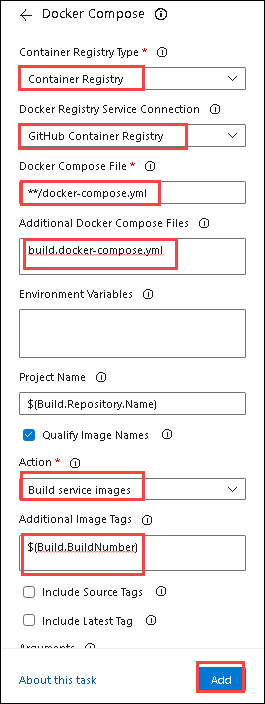 Docker Compose
Container Registry Type *
Container Registry
Docker Registry Service Connection
GitHub Container Registry
Docker Compose File *
**/docker-compose.yml
Additional Docker Compose Files
build.docker-compose.yml
Environment Variables
Project Name
$(Build.Repository.Name)
Qualify Image Names
Action *
Build service images
Additional Image Tags
$(Build.BuildNumber)
Include Source Tags
Include Latest Tag
Arguments
About this task
Add